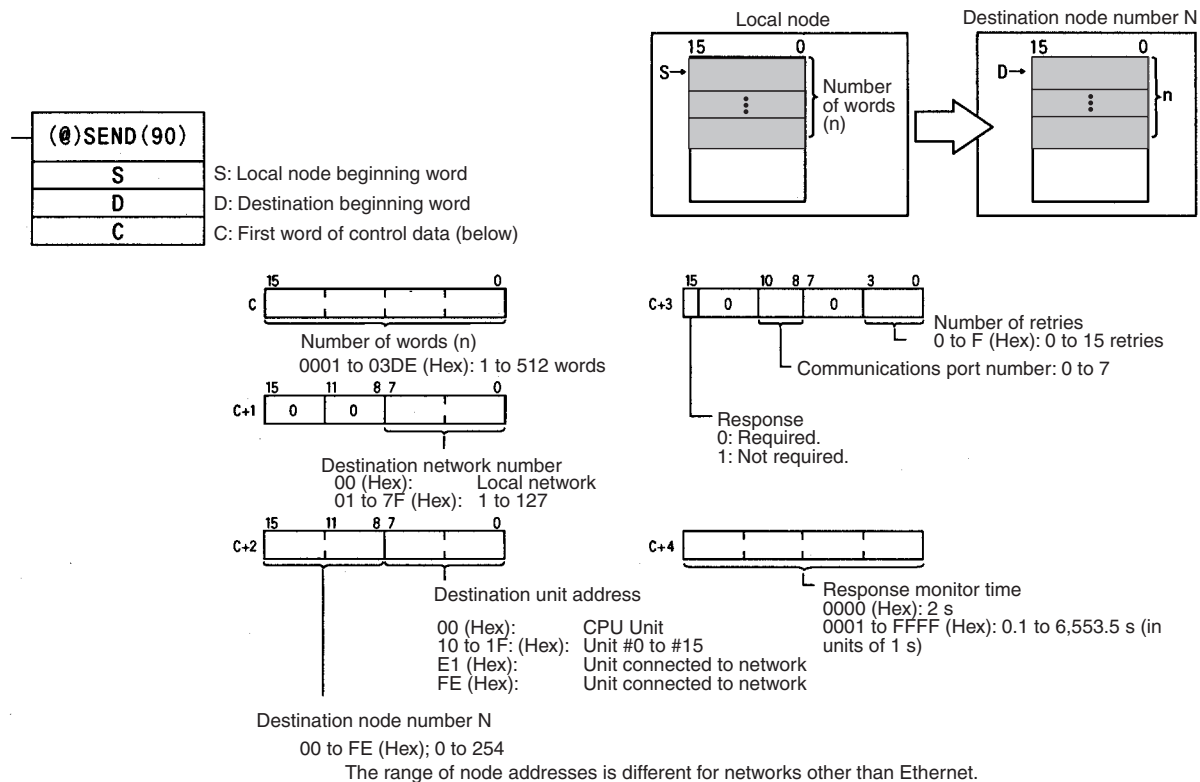 Local node
Destination node number N
15 0
S→
Number
of words
(n)
15 0
D→
n
(@)SEND(90)
S
S: Local node beginning word
D
D: Destination beginning word
C
C: First word of control data (below)
15 0
C
Number of words (n)
0001 to 03DE (Hex): 1 to 512 words
15 11 8 7 0
C+1 0 0
Destination network number
00 (Hex): Local network
01 to 7F (Hex): 1 to 127
15 11 8 7 0
C+2
Destination unit address
00 (Hex): CPU Unit
10 to 1F: (Hex): Unit #0 to #15
E1 (Hex): Unit connected to network
FE (Hex): Unit connected to network
Destination node number N
00 to FE (Hex); 0 to 254
The range of node addresses is different for networks other than Ethernet.
15 10 8 7 3 0
C+3 0 0
Number of retries
0 to F (Hex): 0 to 15 retries
Communications port number: 0 to 7
Response
0: Required.
1: Not required.
C+4
Response monitor time
0000 (Hex): 2 s
0001 to FFFF (Hex): 0.1 to 6,553.5 s (in
units of 1 s)